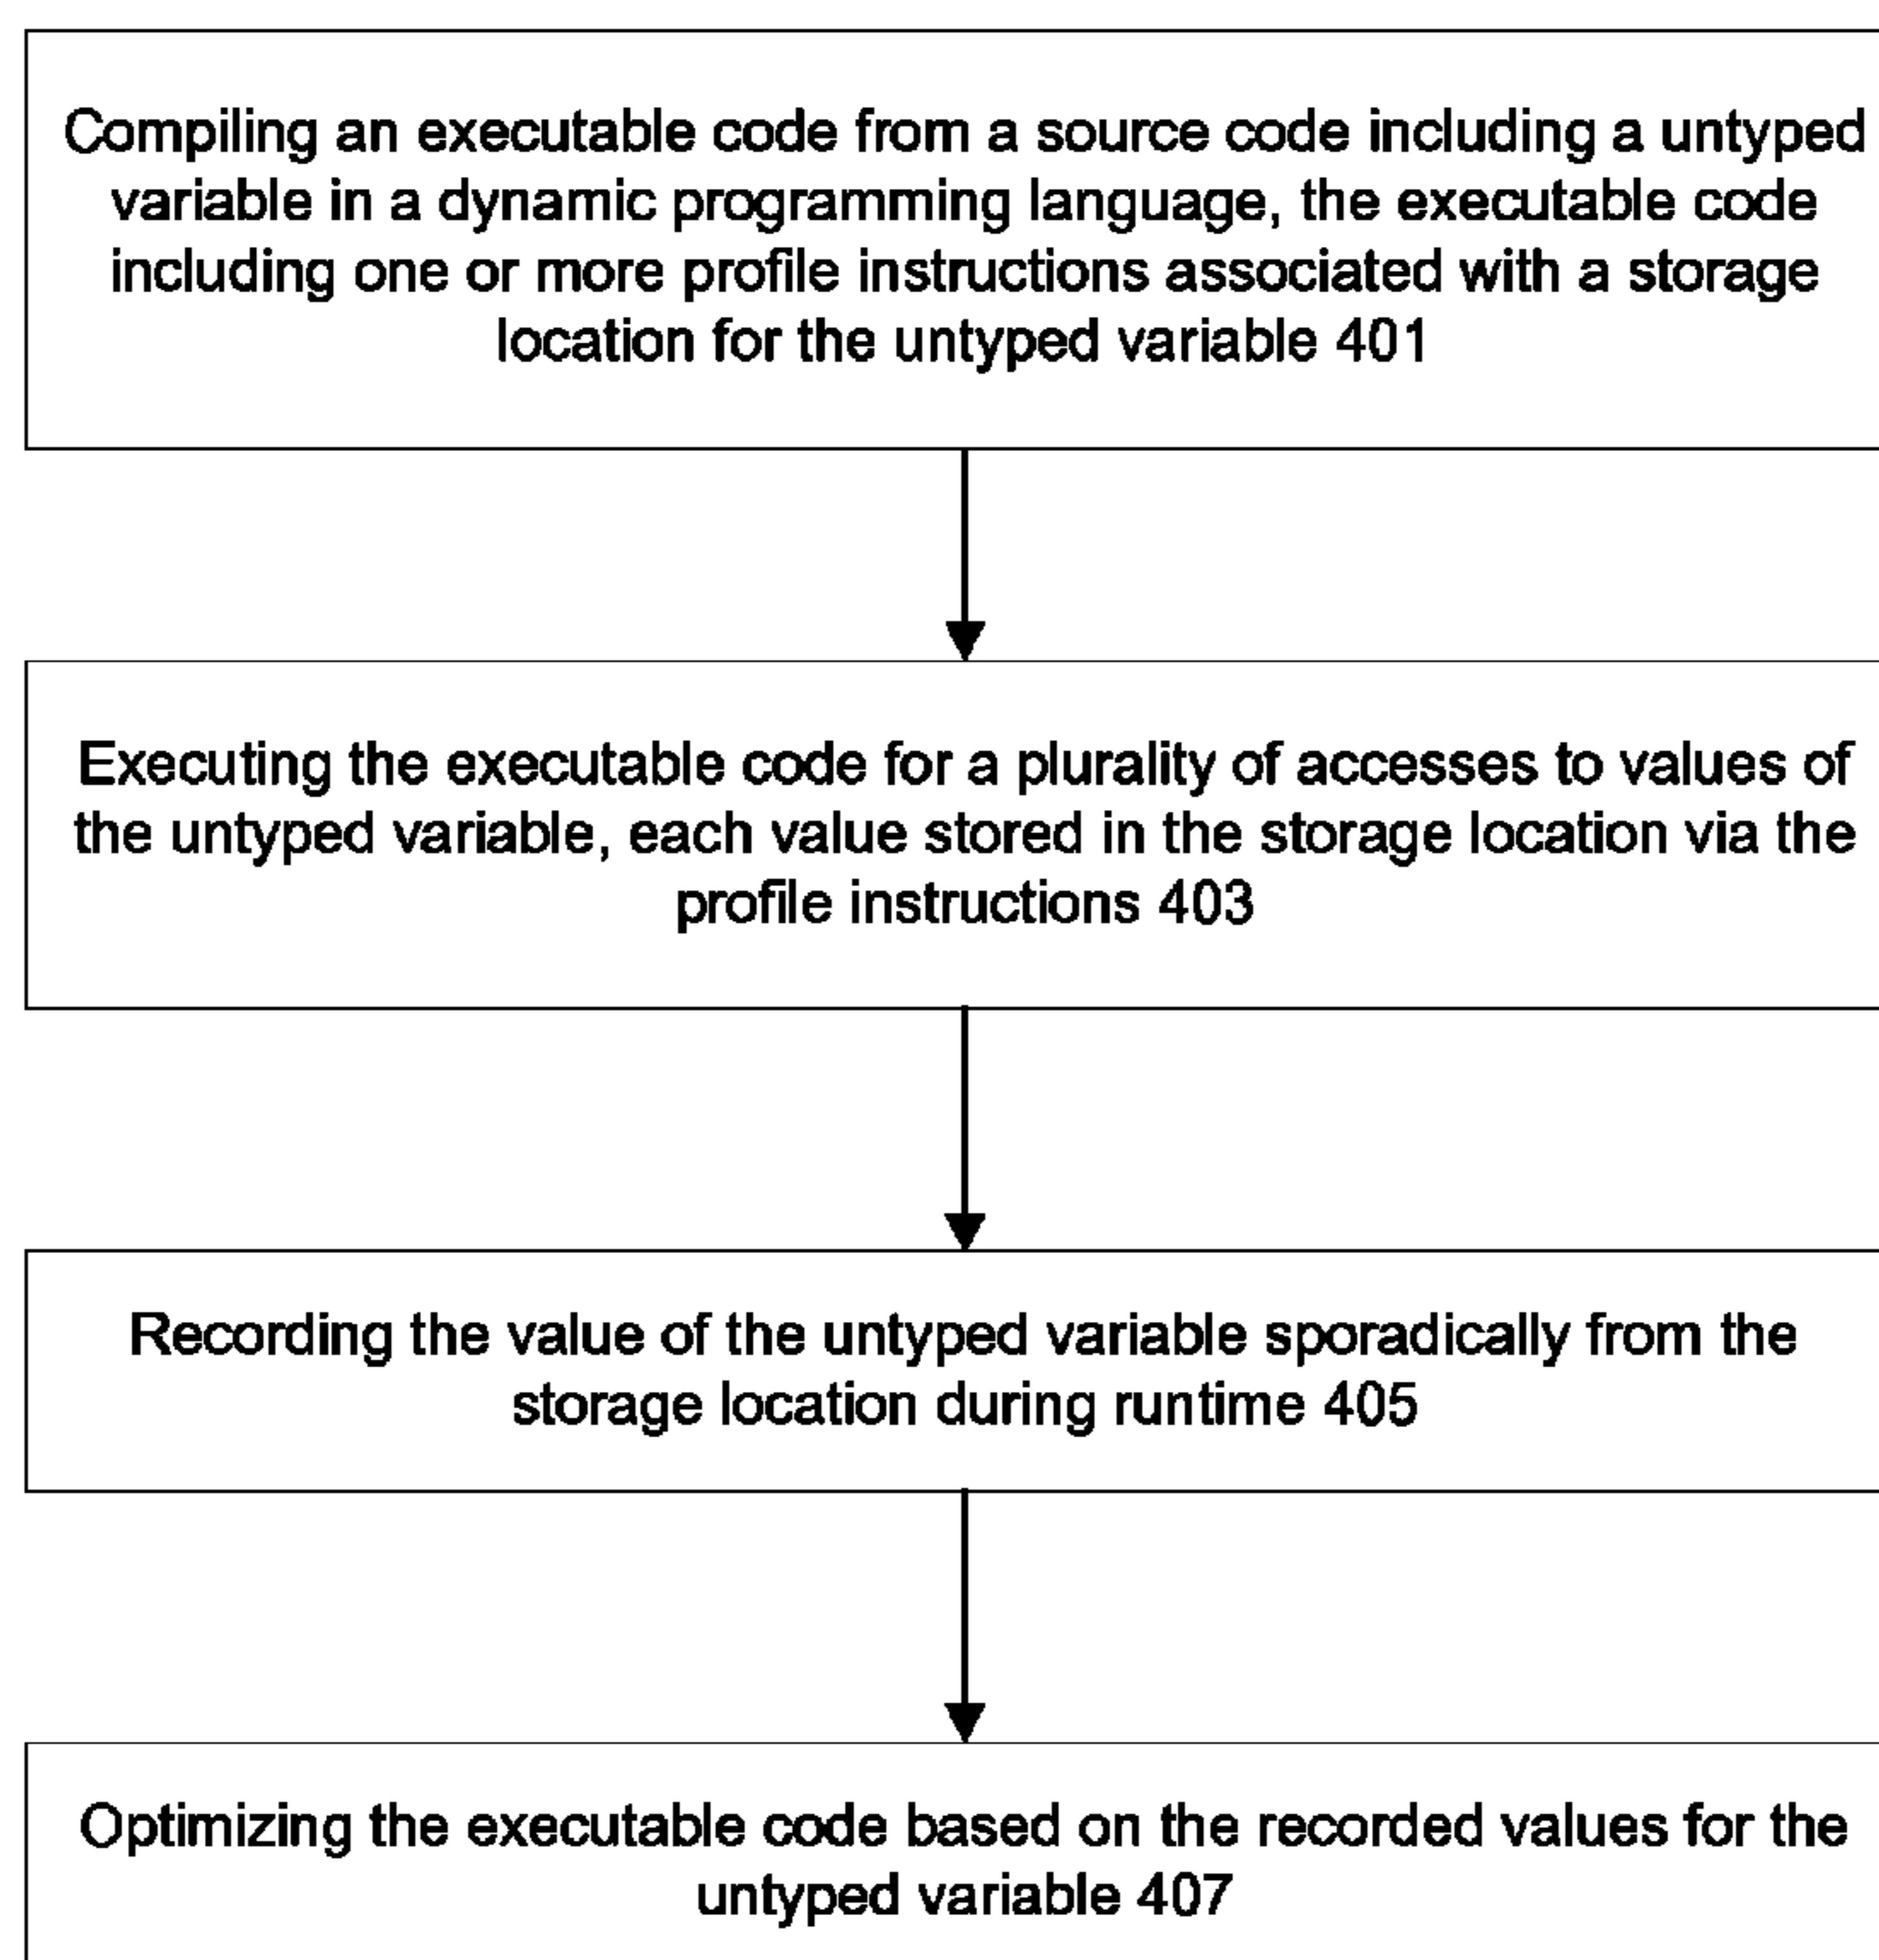 Compiling an executable code from a source code including a untyped
variable in a dynamic programming language, the executable code
including one or more profile instructions associated with a storage
location for the untyped variable 401
Executing the executable code for a plurality of accesses to values of
the untyped variable, each value stored in the storage location via the
profile instructions 403
Recording the value of the untyped variable sporadically from the
storage location during runtime 405
Optimizing the executable code based on the recorded values for the
untyped variable 407